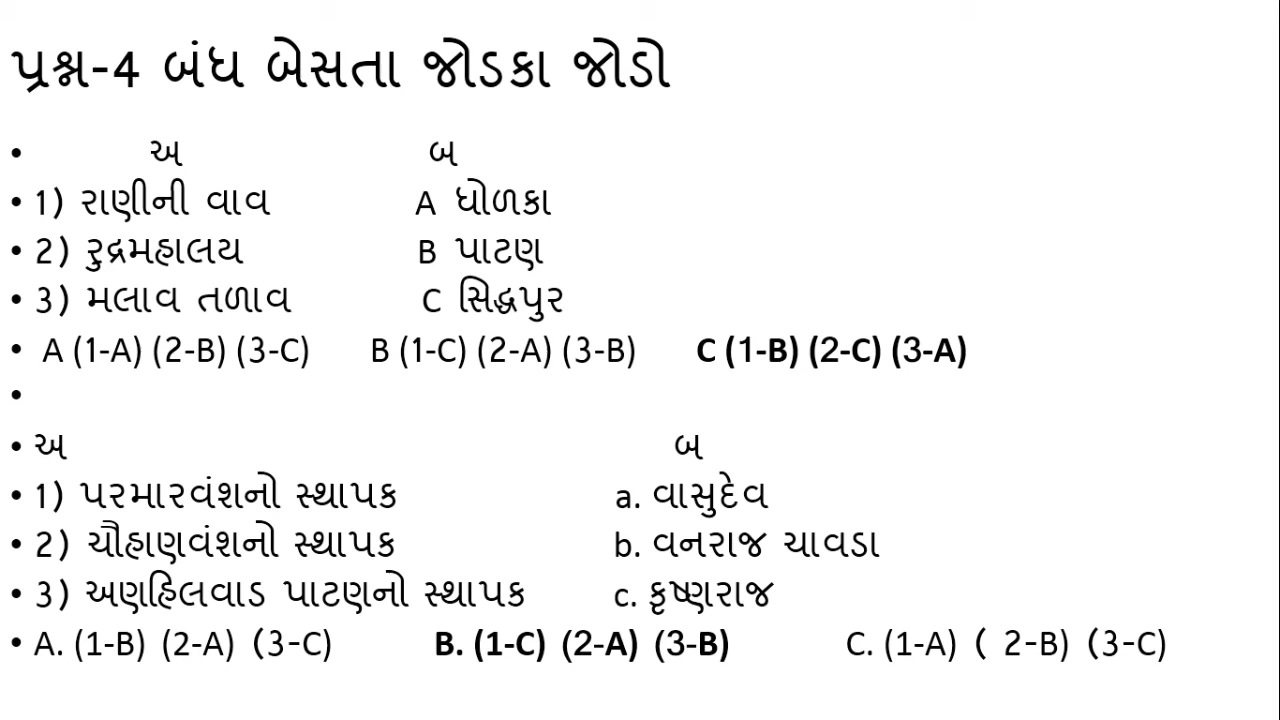 પ્રશ્ન-4 બંધ બેસતા જોડકા જોડો
• અ બ
• 1) રાણીની વાવ A ધોળકા
• 2) રુદ્રમહાલય B પાટણ
• 3) મલાવ તળાવ C સિદ્ધપુર
• A (1-A) (2-B) (3-C) B (1-C) (2-A) (3-B) C (1-B) (2-C) (3-A)
•
• અ બ
• 1) પરમારવંશનો સ્થાપક a. વાસુદેવ
• 2) ચૌહાણવંશનો સ્થાપક b. વનરાજ ચાવડા
• 3) અણહિલવાડ પાટણનો સ્થાપક c. કૃષ્ણરાજ
• A. (1-B) (2-A) (3-C) B. (1-C) (2-A) (3-B) C. (1-A) ( 2-B) (3-C)